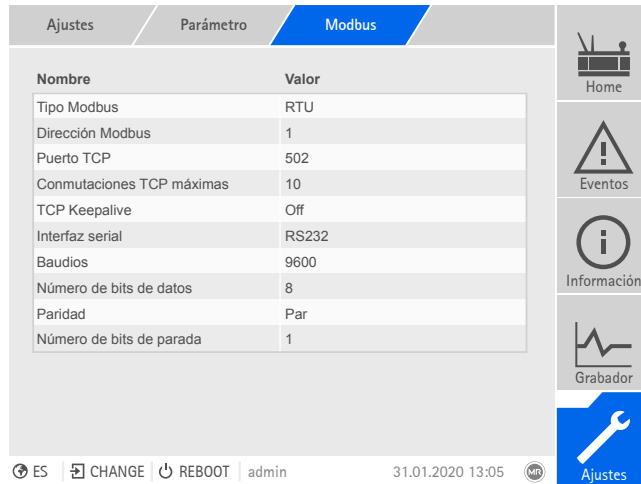 Ajustes Parámetro Modbus
Nombre Valor
Tipo Modbus RTU
Dirección Modbus 1
Puerto TCP 502
Conmutaciones TCP máximas 10
TCP Keepalive Off
Interfaz serial RS232
Baudios 9600
Número de bits de datos 8
Paridad Par
Número de bits de parada 1
Home
Eventos
Información
Grabador
Ajustes
ES CHANGE REBOOT admin 31.01.2020 13:05 MR